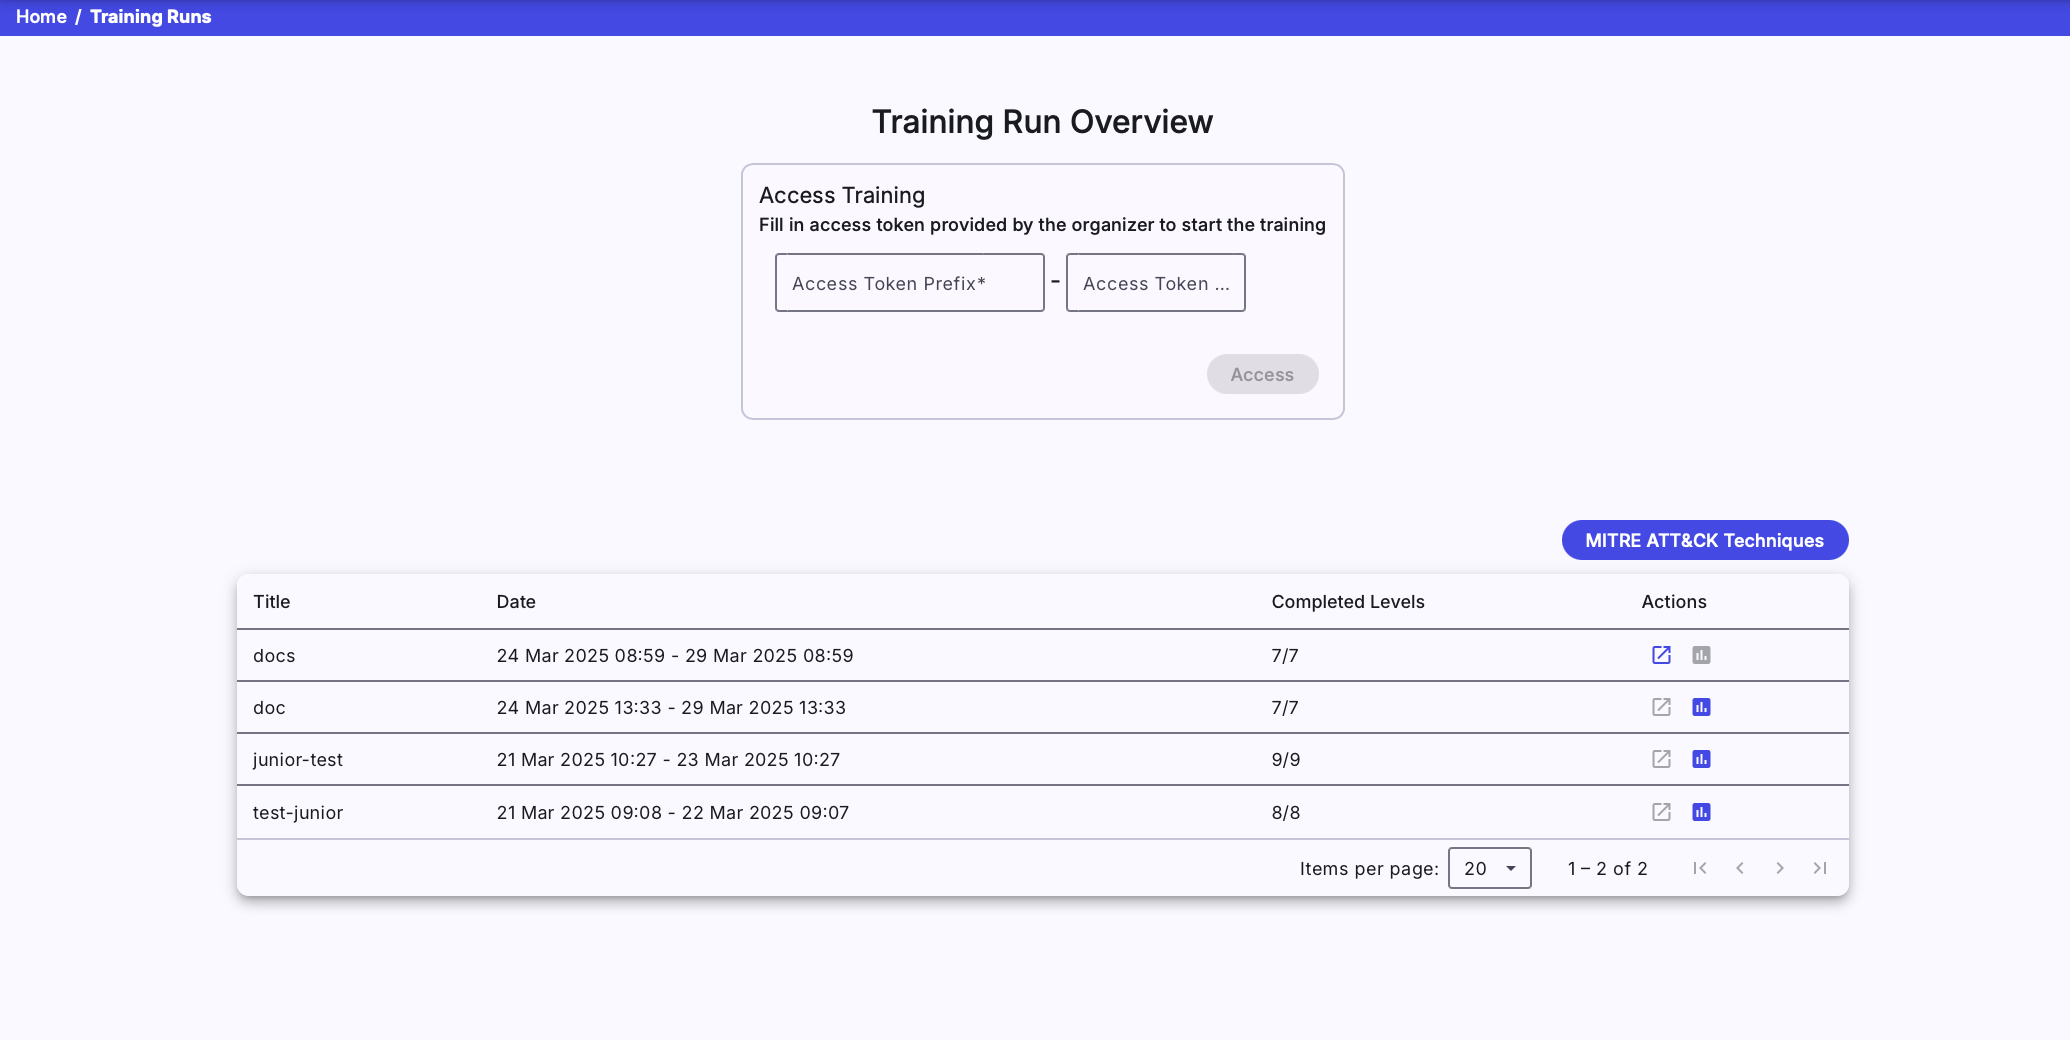 Home / Training Runs
Training Run Overview
Access Training
Fill in access token provided by the organizer to start the training
Access Token Prefix* - Access Token ...
Access
MITRE ATT&CK Techniques
Title Date Completed Levels Actions
docs 24 Mar 2025 08:59 - 29 Mar 2025 08:59 7/7
doc 24 Mar 2025 13:33 - 29 Mar 2025 13:33 7/7
junior-test 21 Mar 2025 10:27 - 23 Mar 2025 10:27 9/9
test-junior 21 Mar 2025 09:08 - 22 Mar 2025 09:07 8/8
Items per page: 20 1 – 2 of 2